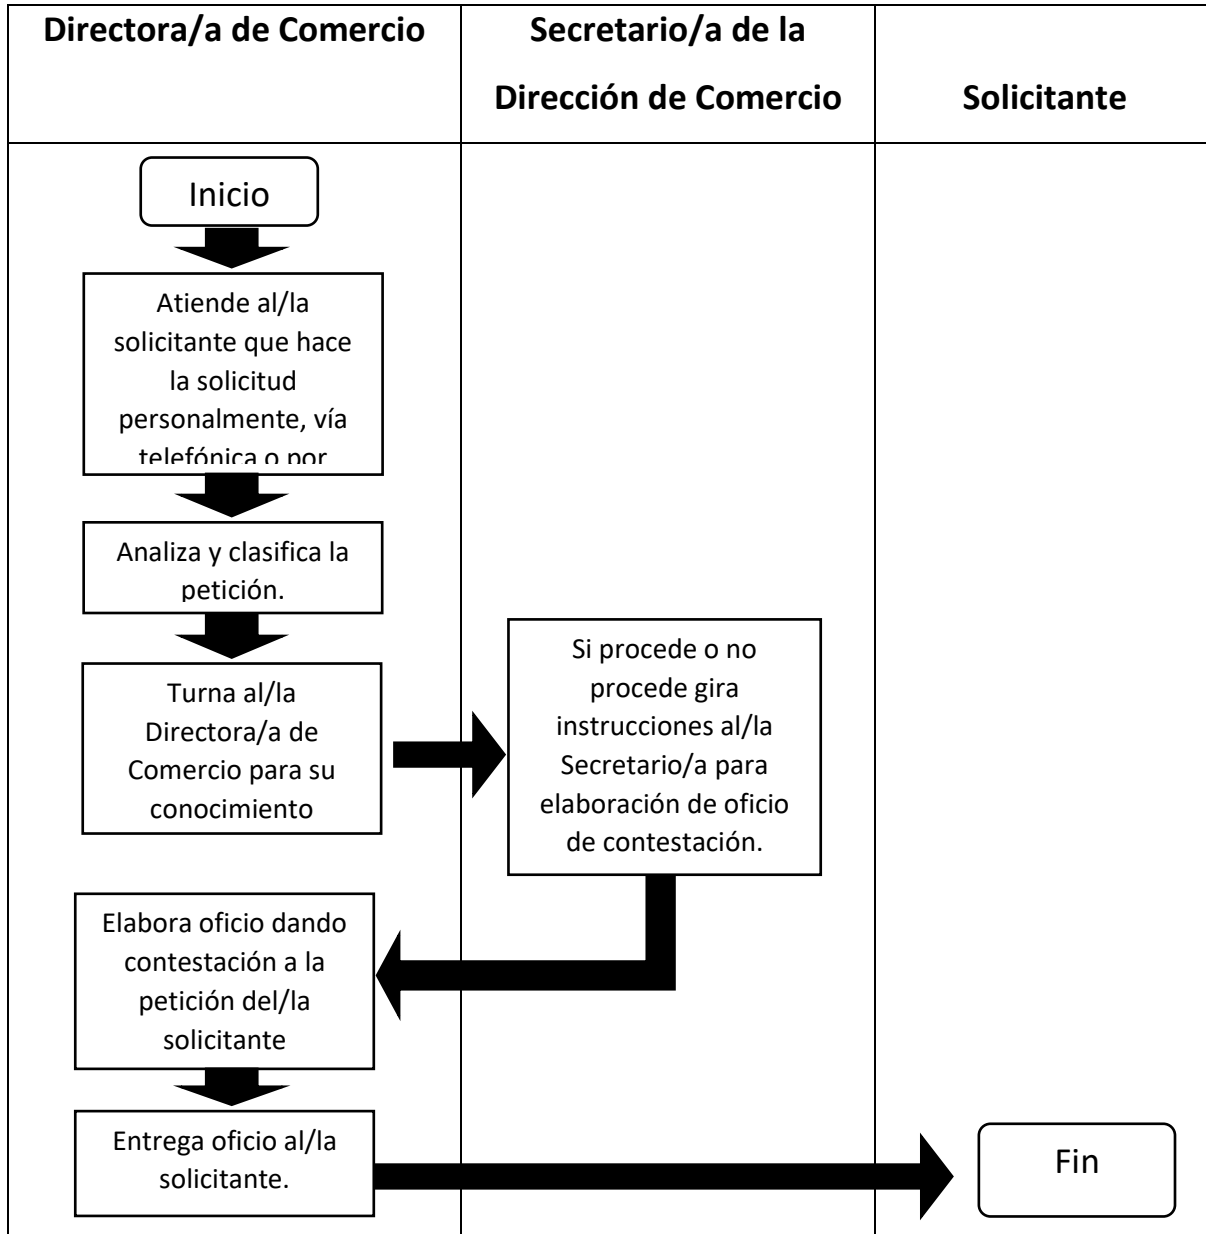 Directora/a de Comercio
Secretario/a de la
Dirección de Comercio
Solicitante
Inicio
Atiende al/la
solicitante que hace
la solicitud
personalmente, vía
telefónica o por
Analiza y clasifica la
petición.
Turna al/la
Directora/a de
Comercio para su
conocimiento
Si procede o no
procede gira
instrucciones al/la
Secretario/a para
elaboración de oficio
de contestación.
Elabora oficio dando
contestación a la
petición del/la
solicitante
Entrega oficio al/la
solicitante.
Fin